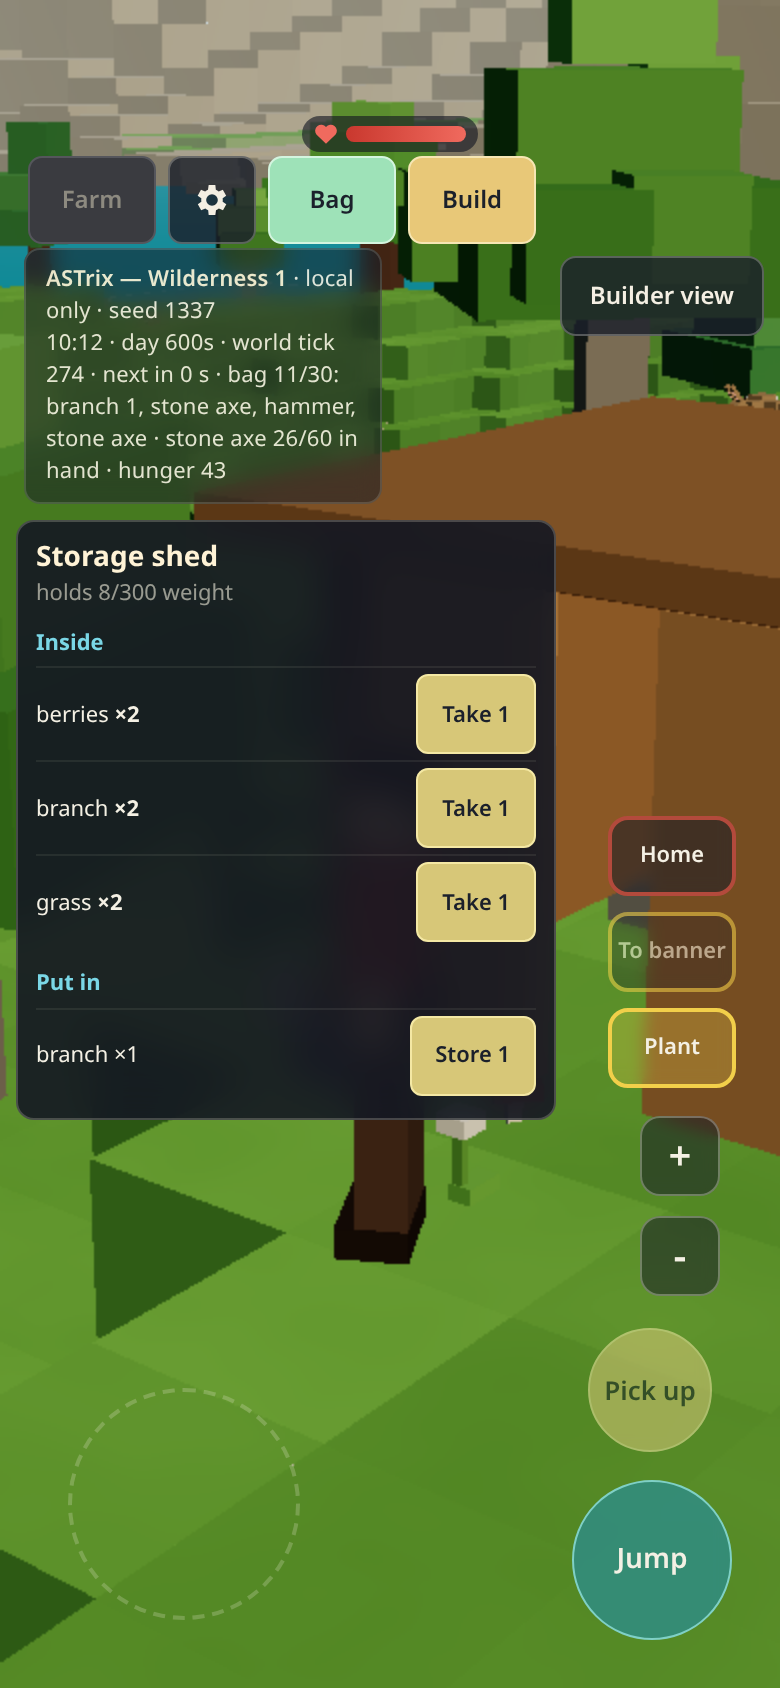 Farm
Bag
Build
ASTrix — Wilderness 1 · local
only · seed 1337
10:12 · day 600s · world tick
274 · next in 0 s · bag 11/30:
branch 1, stone axe, hammer,
stone axe · stone axe 26/60 in
hand · hunger 43
Builder view
Storage shed
holds 8/300 weight
Inside
berries ×2
Take 1
branch ×2
Take 1
grass ×2
Take 1
Put in
branch ×1
Store 1
Home
To banner
Plant
+
-
Pick up
Jump